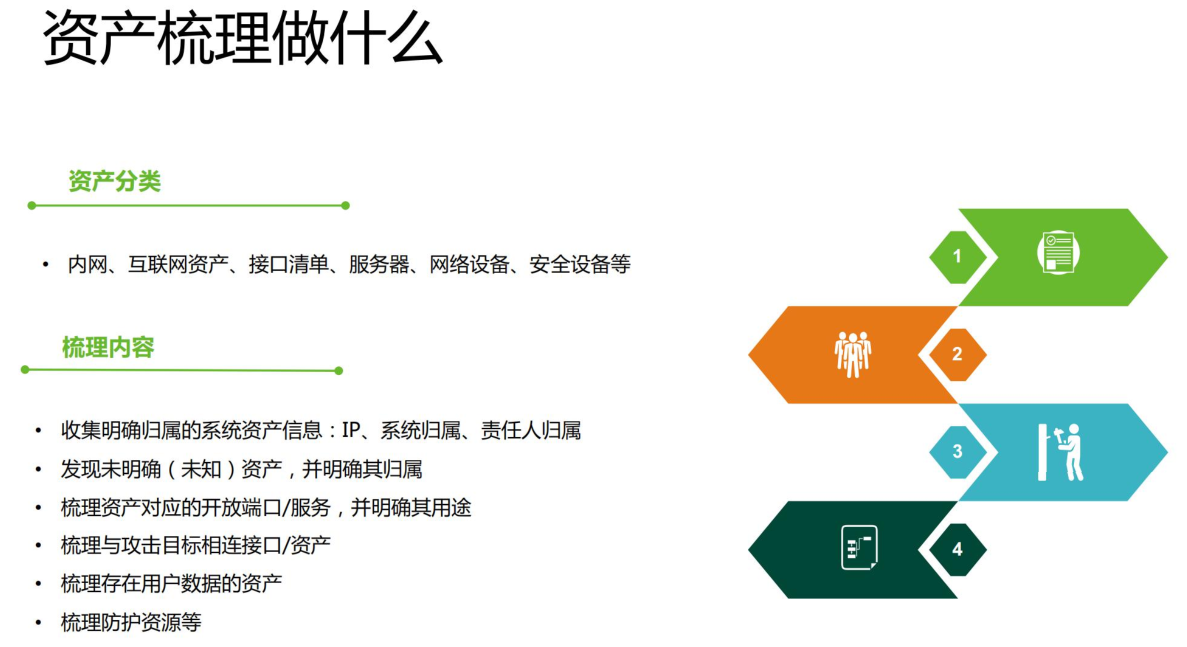 资产梳理做什么
资产分类
• 内网、互联网资产、接口清单、服务器、网络设备、安全设备等
梳理内容
• 收集明确归属的系统资产信息：IP、系统归属、责任人归属
• 发现未明确（未知）资产，并明确其归属
• 梳理资产对应的开放端口/服务，并明确其用途
• 梳理与攻击目标相连接口/资产
• 梳理存在用户数据的资产
• 梳理防护资源等
1
2
3
4